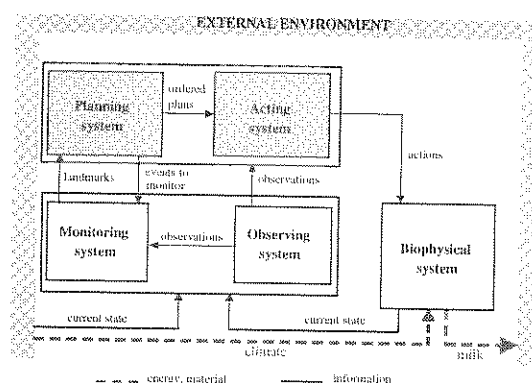 EXTERNAL ENVIRONMENT
Planning
system
ordered
plans
Acting
system
actions
Landmarks
events to
monitor
observations
Monitoring
system
observations
Observing
system
Biophysical
system
current state
current state
climate
milk
energy, material
information